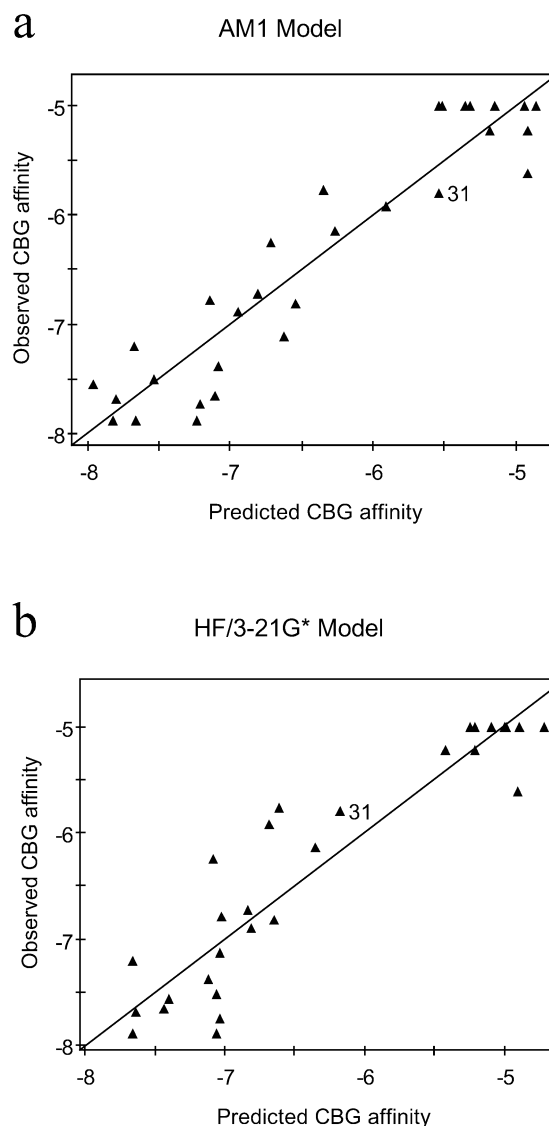 a
AM1 Model
Observed CBG affinity
-5
-6
-7
-8
31
-8 -7 -6 -5
Predicted CBG affinity
b
HF/3-21G* Model
Observed CBG affinity
-5
-6
-7
-8
31
-8 -7 -6 -5
Predicted CBG affinity